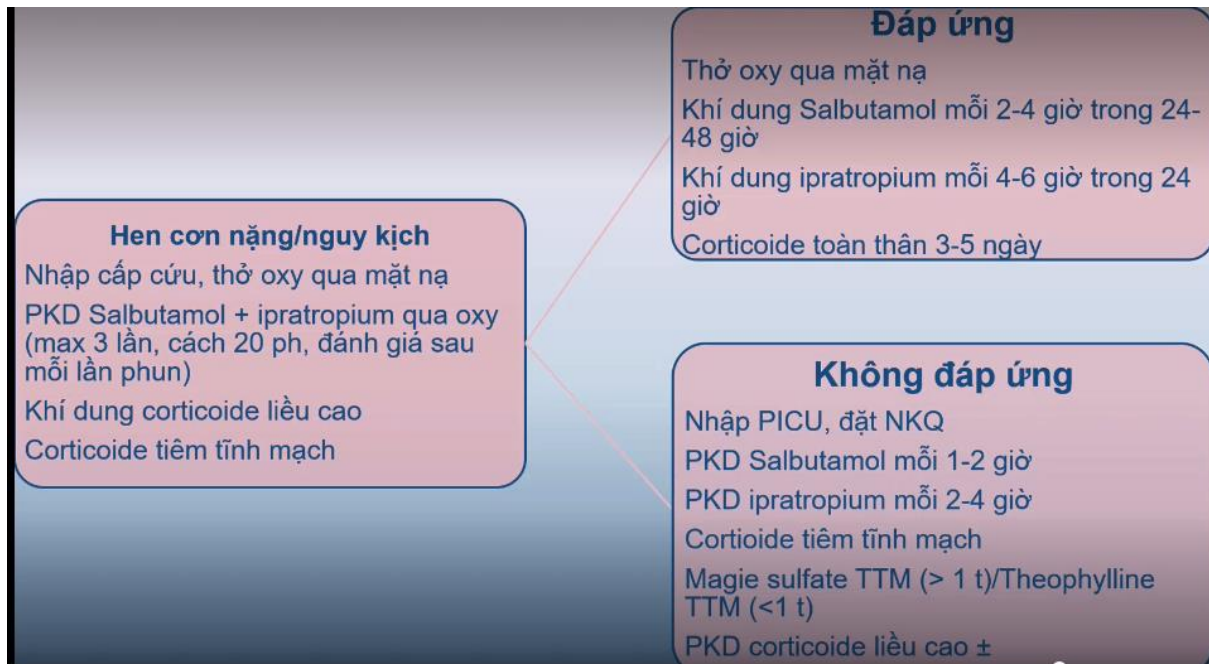 Hen cơn nặng/nguy kịch
Nhập cấp cứu, thở oxy qua mặt nạ
PKD Salbutamol + ipratropium qua oxy
(max 3 lần, cách 20 ph, đánh giá sau
mỗi lần phun)
Khí dung corticoide liều cao
Corticoide tiêm tĩnh mạch
Đáp ứng
Thở oxy qua mặt nạ
Khí dung Salbutamol mỗi 2-4 giờ trong 24-
48 giờ
Khí dung ipratropium mỗi 4-6 giờ trong 24
giờ
Corticoide toàn thân 3-5 ngày
Không đáp ứng
Nhập PICU, đặt NKQ
PKD Salbutamol mỗi 1-2 giờ
PKD ipratropium mỗi 2-4 giờ
Cortioide tiêm tĩnh mạch
Magie sulfate TTM (> 1 t)/Theophylline
TTM (<1 t)
PKD corticoide liều cao ±